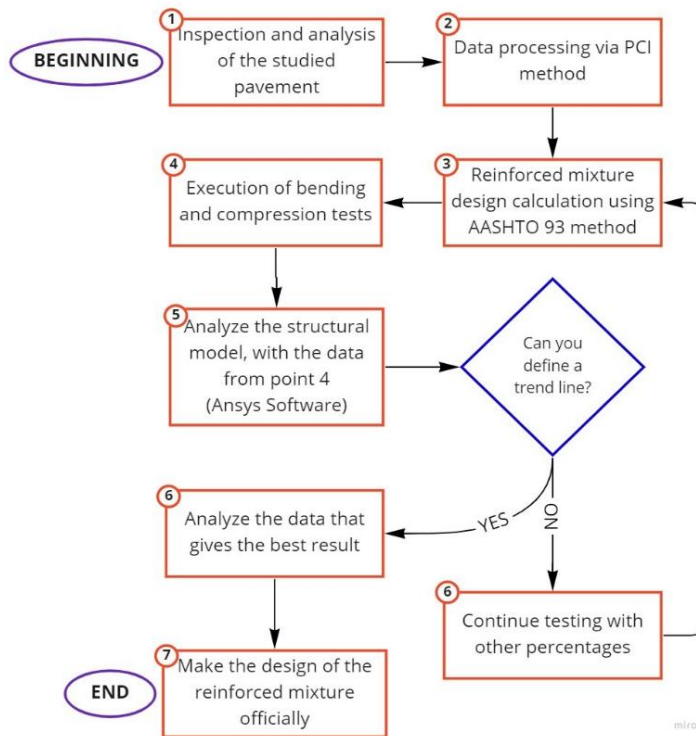 BEGINNING
1
Inspection and analysis
of the studied
pavement
2
Data processing via PCI
method
3
Reinforced mixture
design calculation using
AASHTO 93 method
4
Execution of bending
and compression tests
5
Analyze the structural
model, with the data
from point 4
(Ansys Software)
Can you
define a
trend line?
YES
NO
6
Analyze the data that
gives the best result
6
Continue testing with
other percentages
7
Make the design of the
reinforced mixture
officially
END
miro